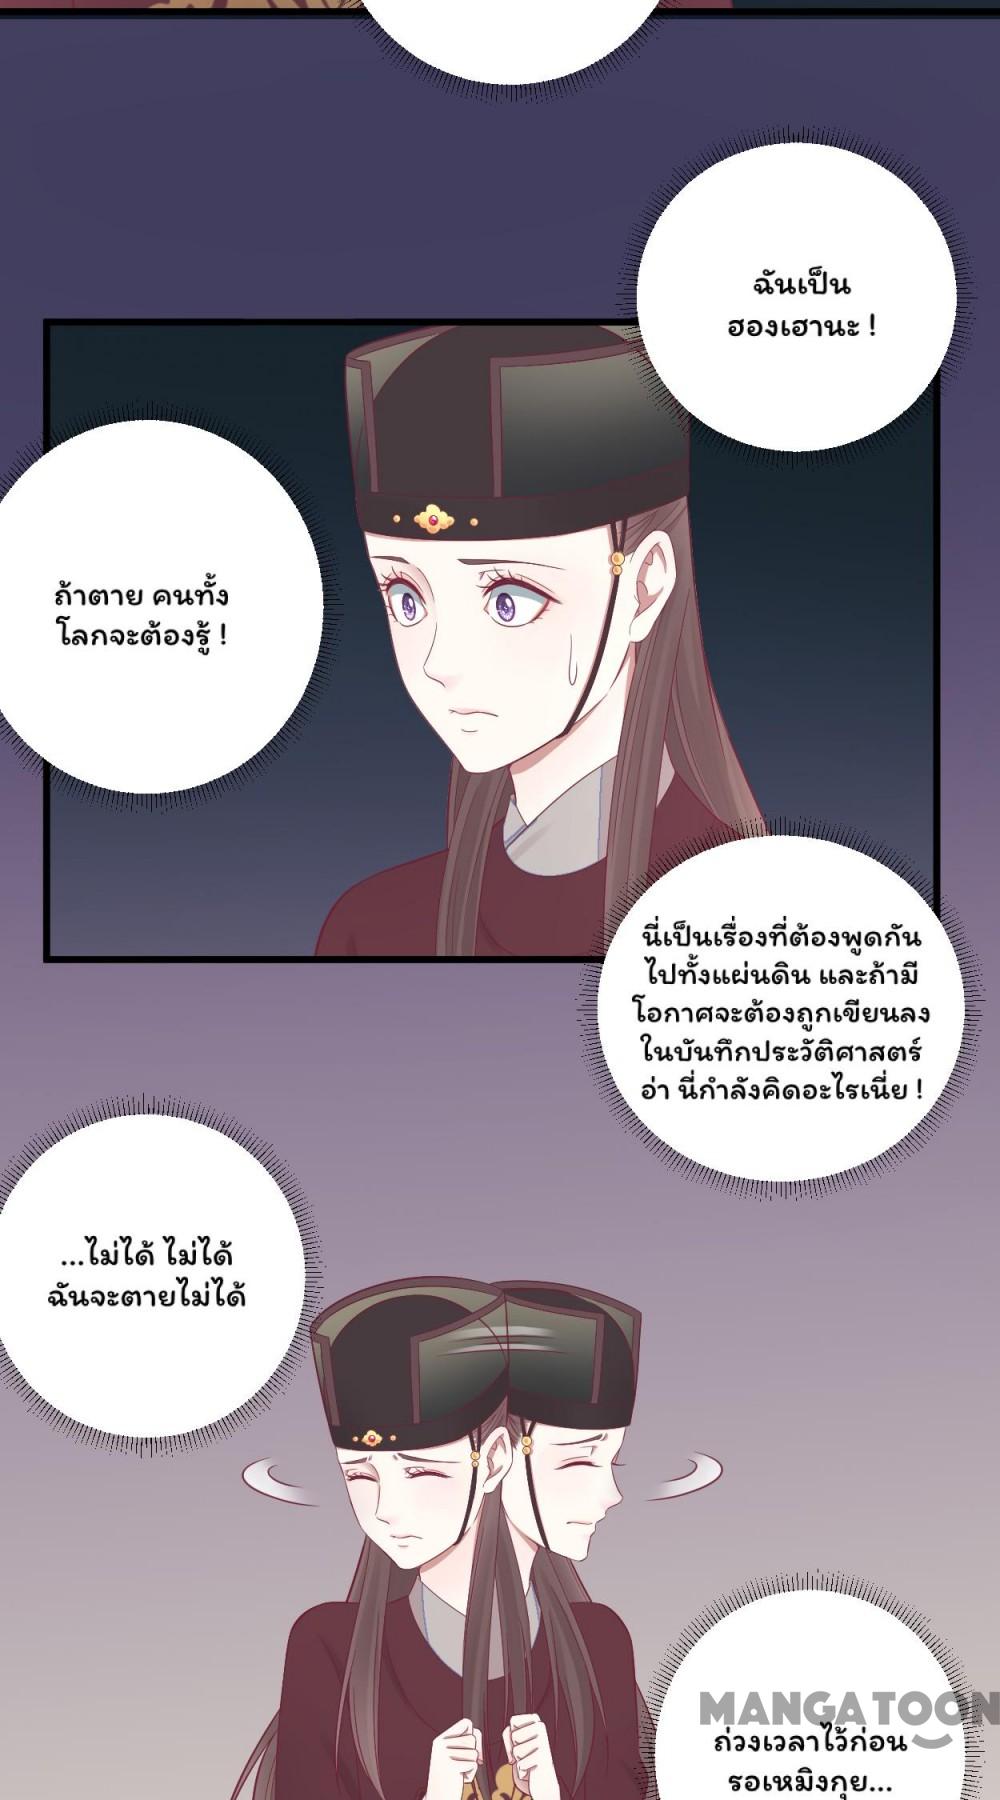 ฉันเป็น
ฮองเฮานะ !
ถ้าตาย คนทั้ง
โลกจะต้องรู้ !
นี่เป็นเรื่องที่ต้องพูดกัน
ไปทั้งแผ่นดิน และถ้ามี
โอกาศจะต้องถูกเขียนลง
ในบันทึกประวัติศาสตร์
อ่า นี่กำลังคิดอะไรเนี่ย !
...ไม่ได้ ไม่ได้
ฉันจะตายไม่ได้
MANGATOON
ถ่วงเวลาไว้ก่อน
รอเหมิงกุย...